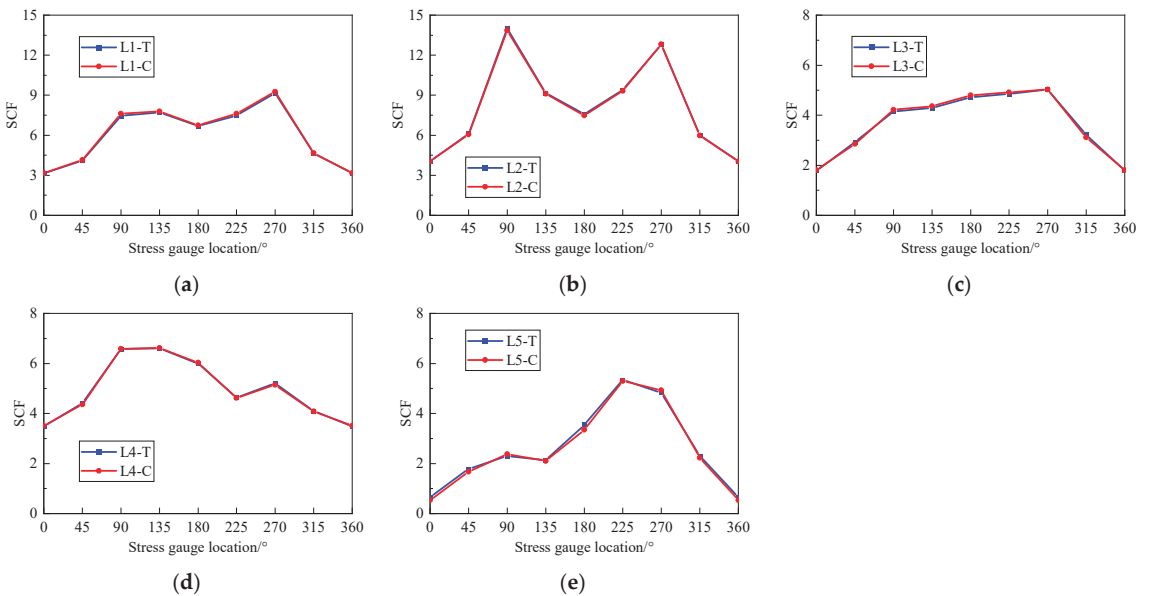 15
12
9
6
3
0
SCF
L1-T
L1-C
0 45 90 135 180 225 270 315 360
Stress gauge location/°
(a)
15
12
9
6
3
0
SCF
L2-T
L2-C
0 45 90 135 180 225 270 315 360
Stress gauge location/°
(b)
8
6
4
2
0
SCF
L3-T
L3-C
0 45 90 135 180 225 270 315 360
Stress gauge location/°
(c)
8
6
4
2
0
SCF
L4-T
L4-C
0 45 90 135 180 225 270 315 360
Stress gauge location/°
(d)
8
6
4
2
0
SCF
L5-T
L5-C
0 45 90 135 180 225 270 315 360
Stress gauge location/°
(e)